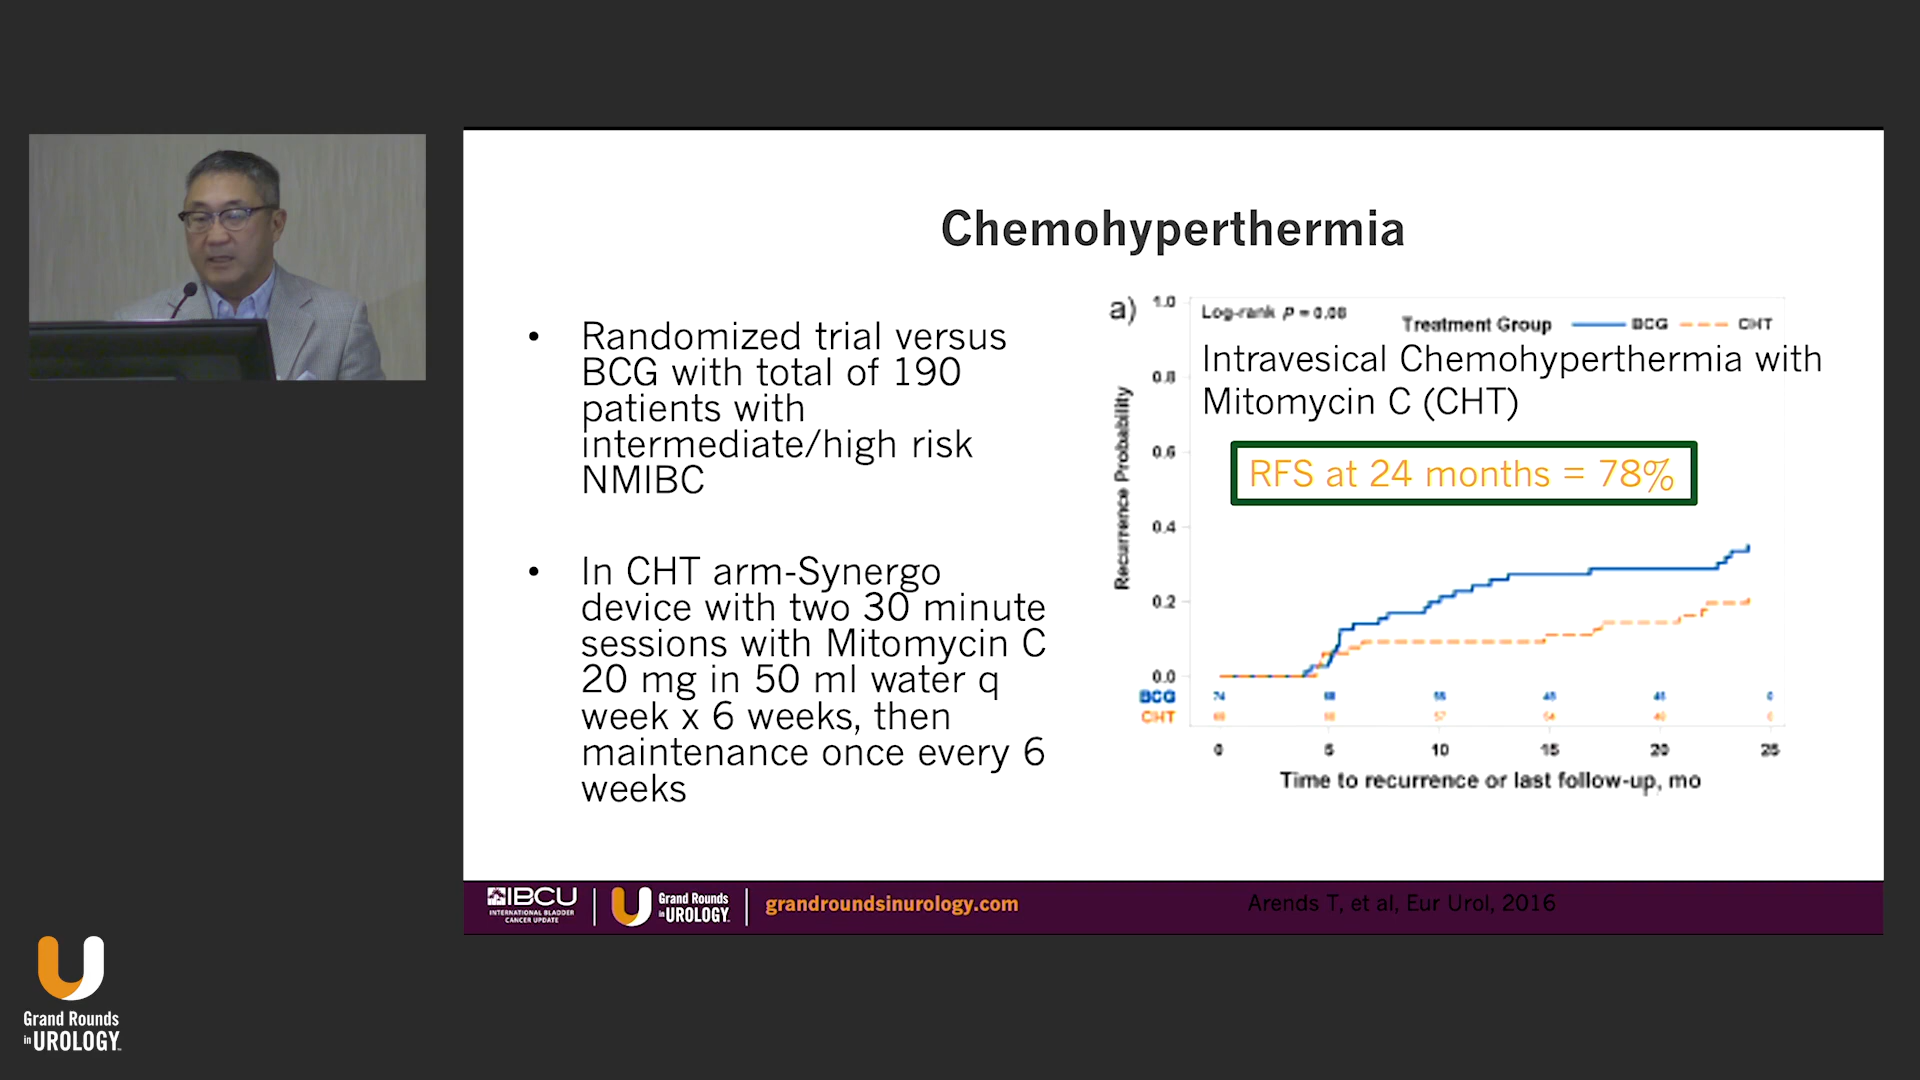 Chemohyperthermia
• Randomized trial versus
BCG with total of 190
patients with
intermediate/high risk
NMIBC
• In CHT arm-Synergo
device with two 30 minute
sessions with Mitomycin C
20 mg in 50 ml water q
week x 6 weeks, then
maintenance once every 6
weeks
a)
Log-rank P = 0.08
Treatment Group BCG CHT
Intravesical Chemohyperthermia with
Mitomycin C (CHT)
RFS at 24 months = 78%
Recurrence Probability
1.0
0.8
0.6
0.4
0.2
0.0
BCG 74
CHT
0 5 10 15 20 25
Time to recurrence or last follow-up, mo
IBCU
INTERNATIONAL BLADDER
CANCER UPDATE
Grand Rounds
in UROLOGY
grandroundsinurology.com
Arends T, et al, Eur Urol, 2016
Grand Rounds
in UROLOGY